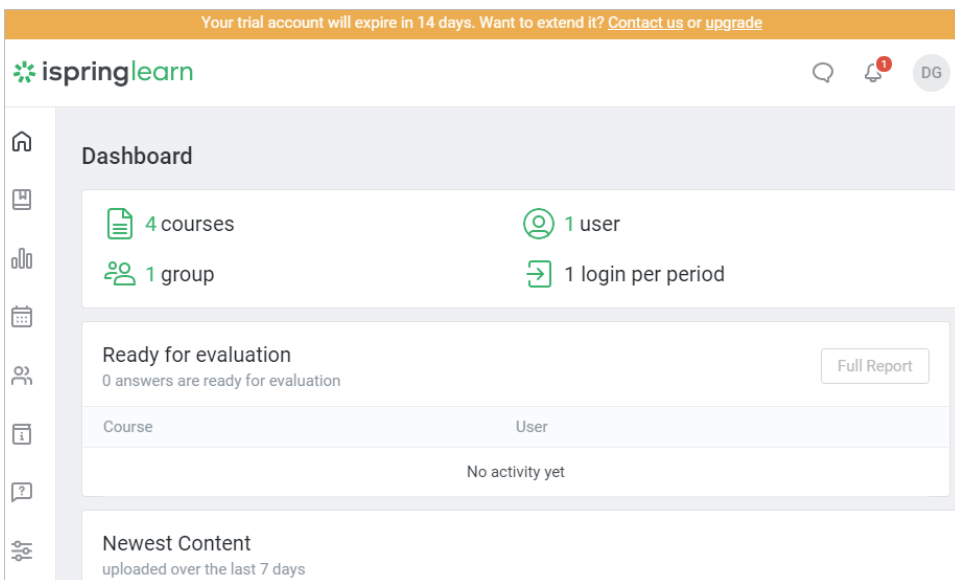 Your trial account will expire in 14 days. Want to extend it? Contact us or upgrade
ispringlearn
1
DG
Dashboard
4 courses
1 user
1 group
1 login per period
Ready for evaluation
0 answers are ready for evaluation
Full Report
Course
User
No activity yet
Newest Content
uploaded over the last 7 days